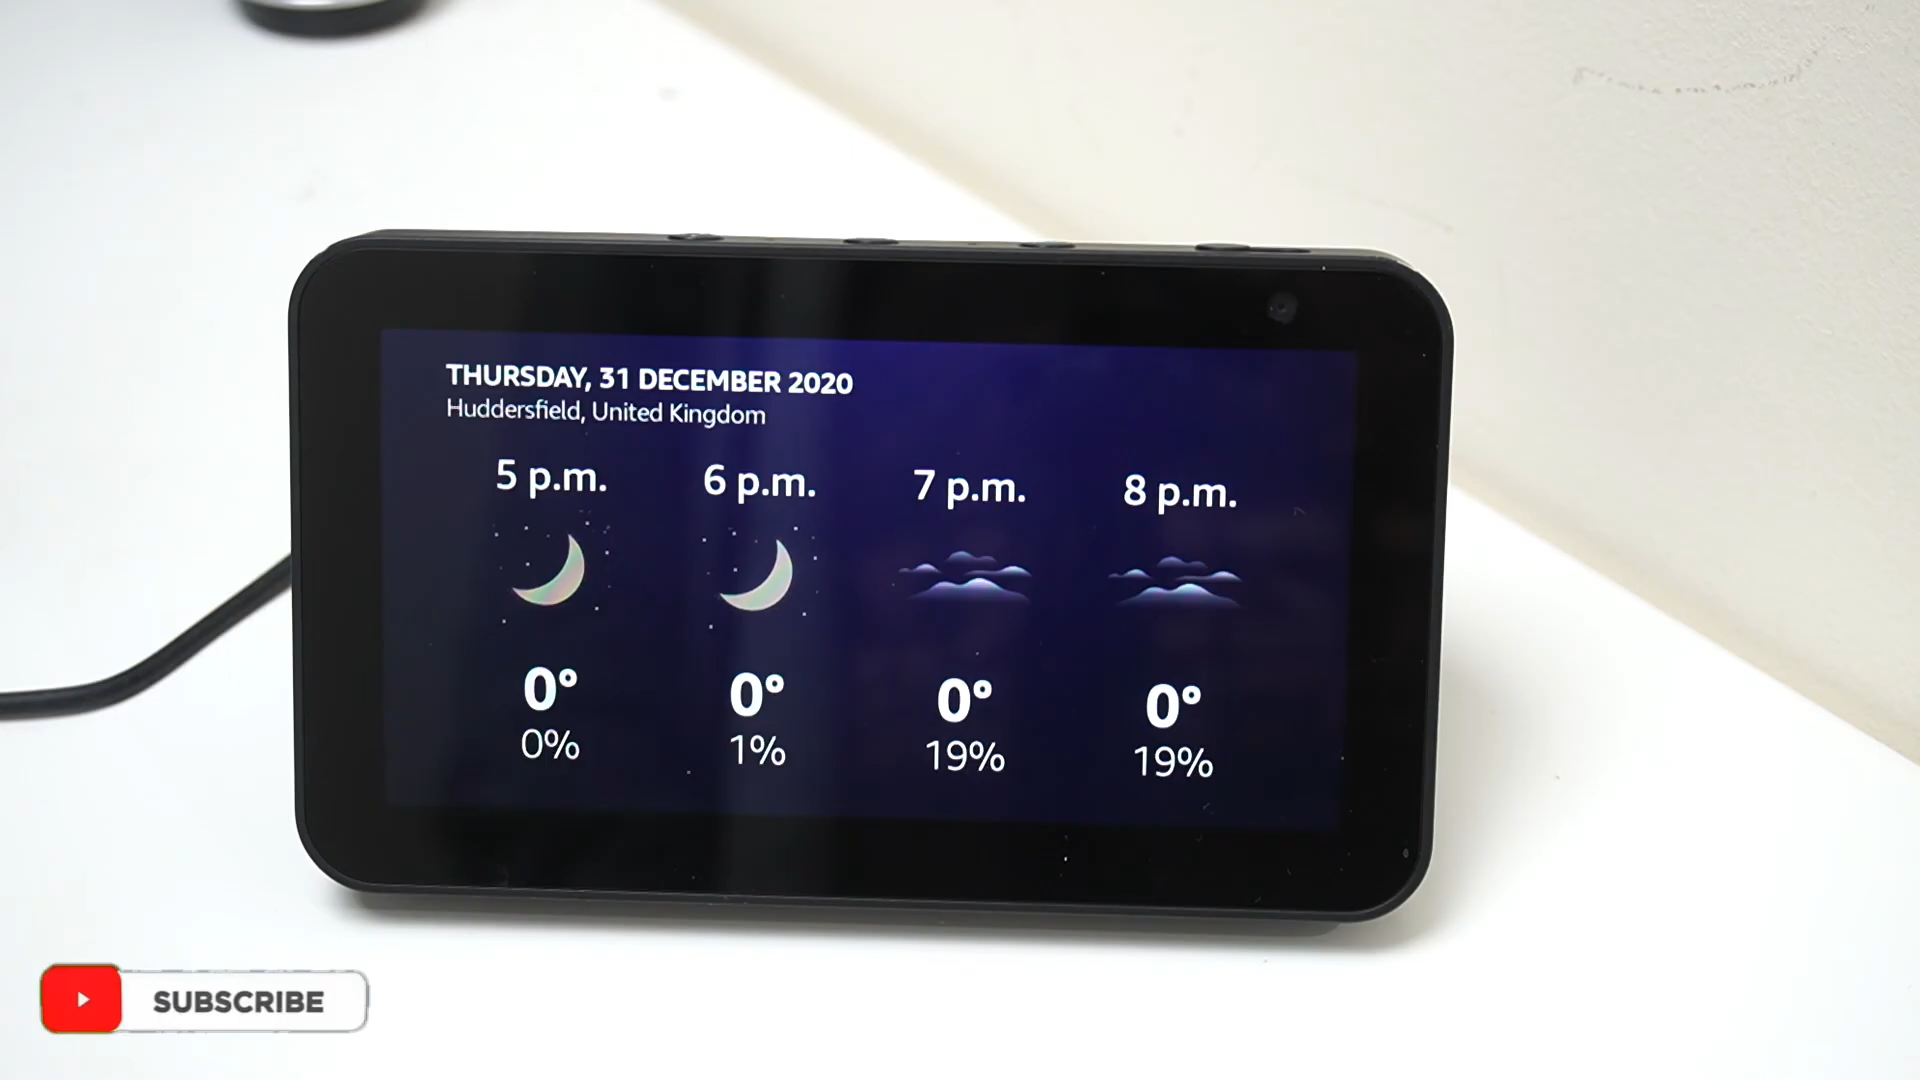 THURSDAY, 31 DECEMBER 2020
Huddersfield, United Kingdom
5 p.m. 6 p.m. 7 p.m. 8 p.m.
0° 0° 0° 0°
0% 1% 19% 19%
SUBSCRIBE